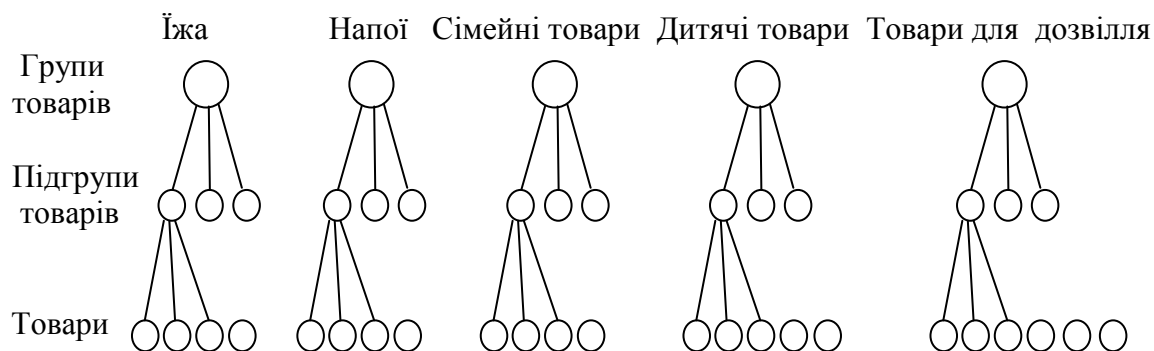 Їжа Напої Сімейні товари Дитячі товари Товари для дозвілля
Групи
товарів
Підгрупи
товарів
Товари